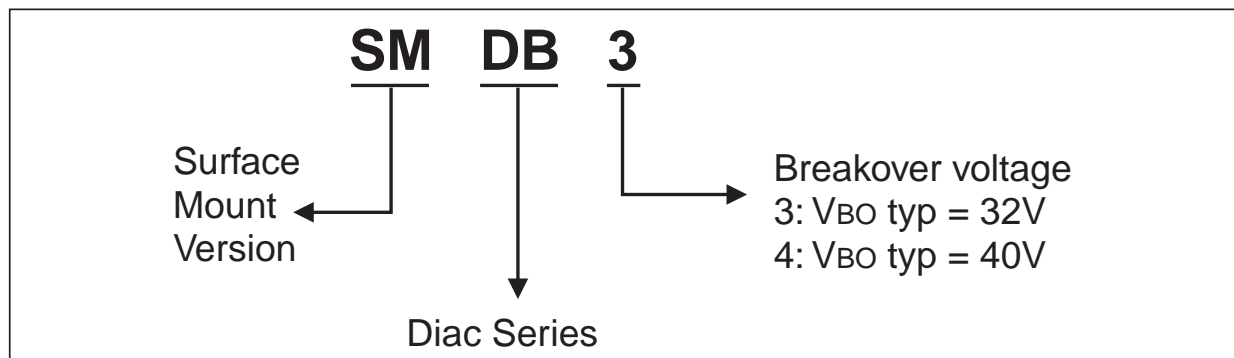 SM DB 3
Surface
Mount
Version
Diac Series
Breakover voltage
3: VBO typ = 32V
4: VBO typ = 40V